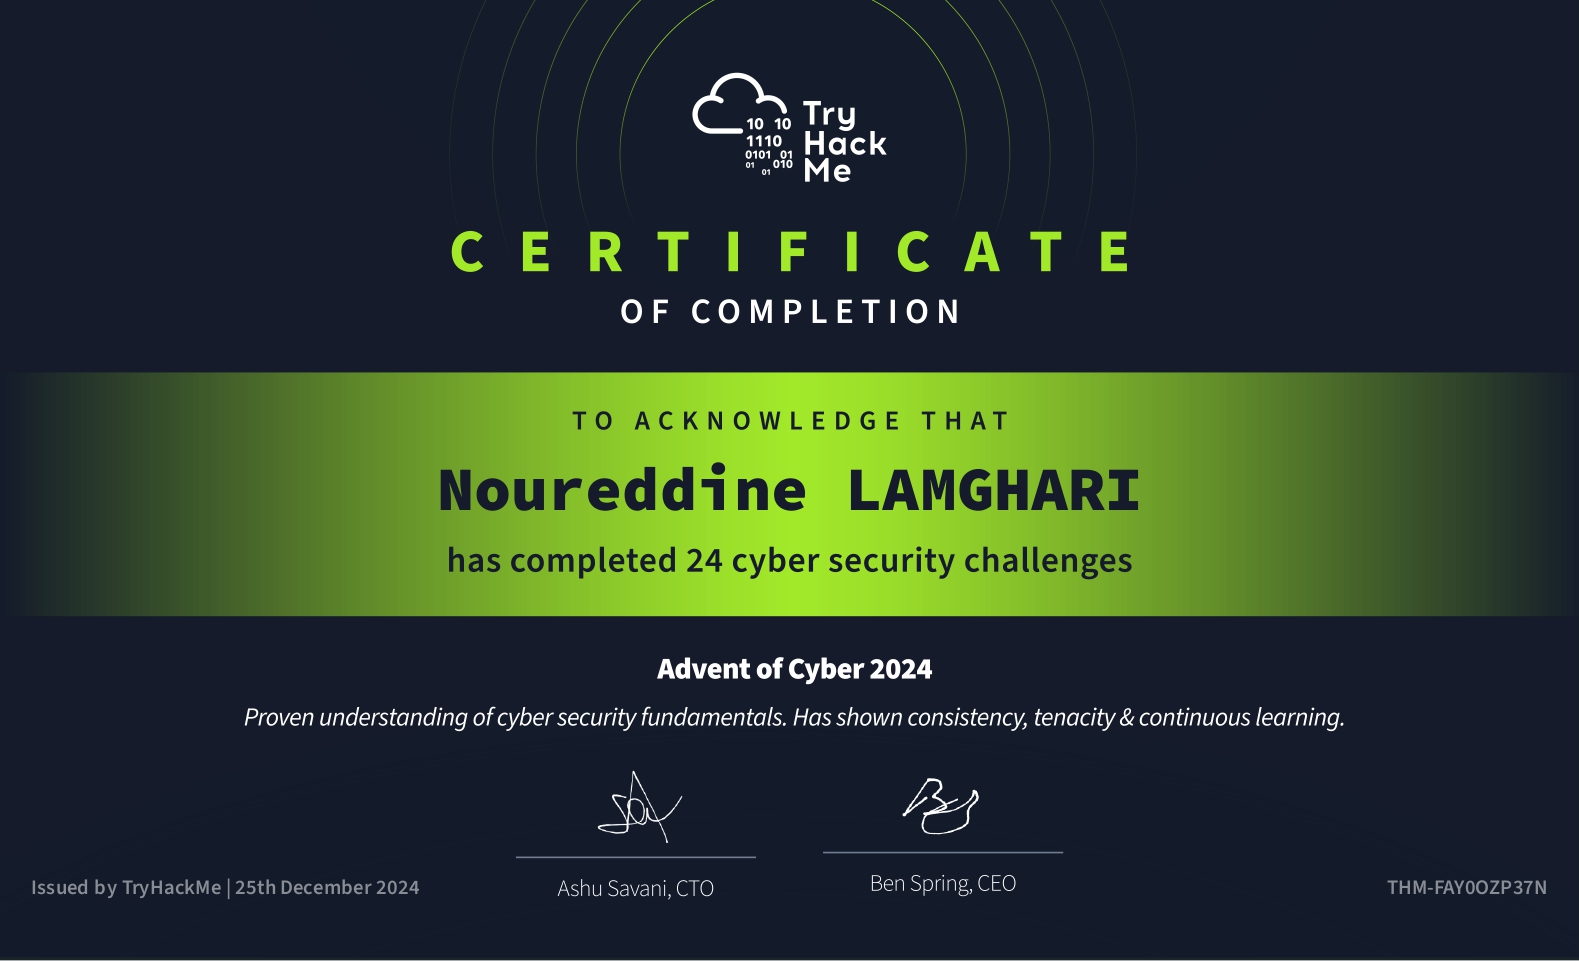 10 10
1110
0101 01
01 010
01
Try
Hack
Me
CERTIFICATE
OF COMPLETION
TO ACKNOWLEDGE THAT
Noureddine LAMGHARI
has completed 24 cyber security challenges
Advent of Cyber 2024
Proven understanding of cyber security fundamentals. Has shown consistency, tenacity & continuous learning.
Ashu Savani, CTO
Ben Spring, CEO
Issued by TryHackMe | 25th December 2024
THM-FAY0OZP37N